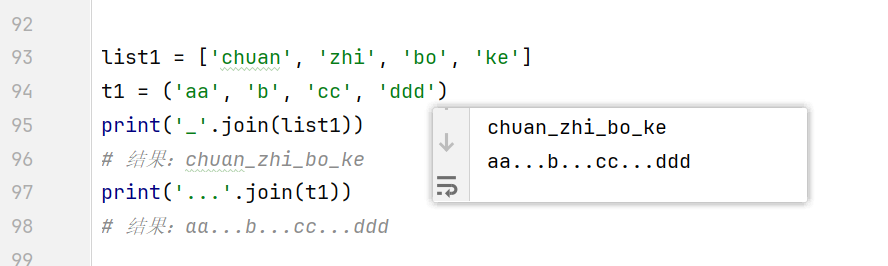 92
93 list1 = ['chuan', 'zhi', 'bo', 'ke']
94 t1 = ('aa', 'b', 'cc', 'ddd')
95 print('_'.join(list1))
96 # 结果：chuan_zhi_bo_ke
97 print('...'.join(t1))
98 # 结果：aa...b...cc...ddd
99
chuan_zhi_bo_ke
aa...b...cc...ddd